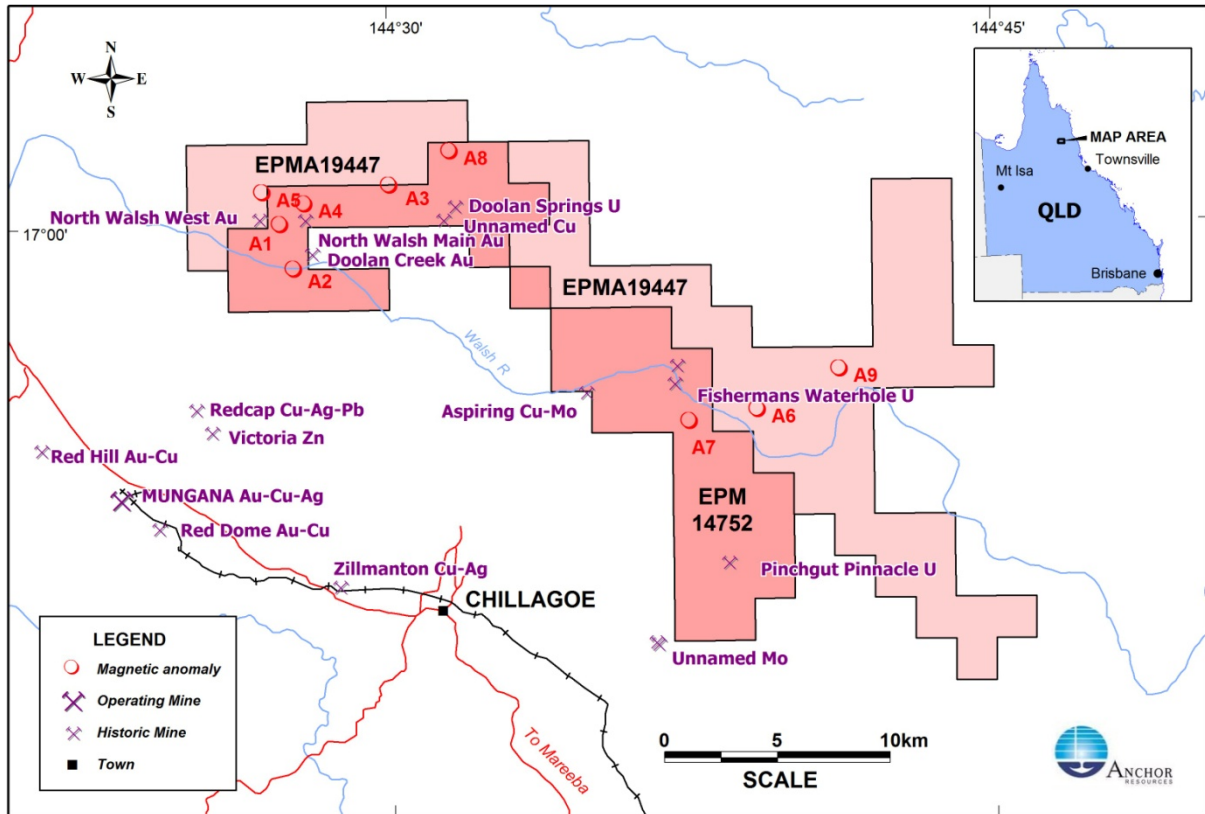 144°30'
144°45'
N
W E
S
MAP AREA
Townsville
Mt Isa
QLD
Brisbane
EPMA19447
A8
A5
A4
A3
North Walsh West Au
Doolan Springs U
Unnamed Cu
17°00'
A1
North Walsh Main Au
Doolan Creek Au
A2
EPMA19447
Walsh R
A9
Fishermans Waterhole U
A6
Aspiring Cu-Mo
A7
Redcap Cu-Ag-Pb
Victoria Zn
Red Hill Au-Cu
MUNGANA Au-Cu-Ag
Red Dome Au-Cu
EPM
14752
Zillmanton Cu-Ag
Pinchgut Pinnacle U
CHILLAGOE
Unnamed Mo
To Mareeba
LEGEND
Magnetic anomaly
Operating Mine
Historic Mine
Town
0 5 10km
SCALE
ANCHOR
RESOURCES